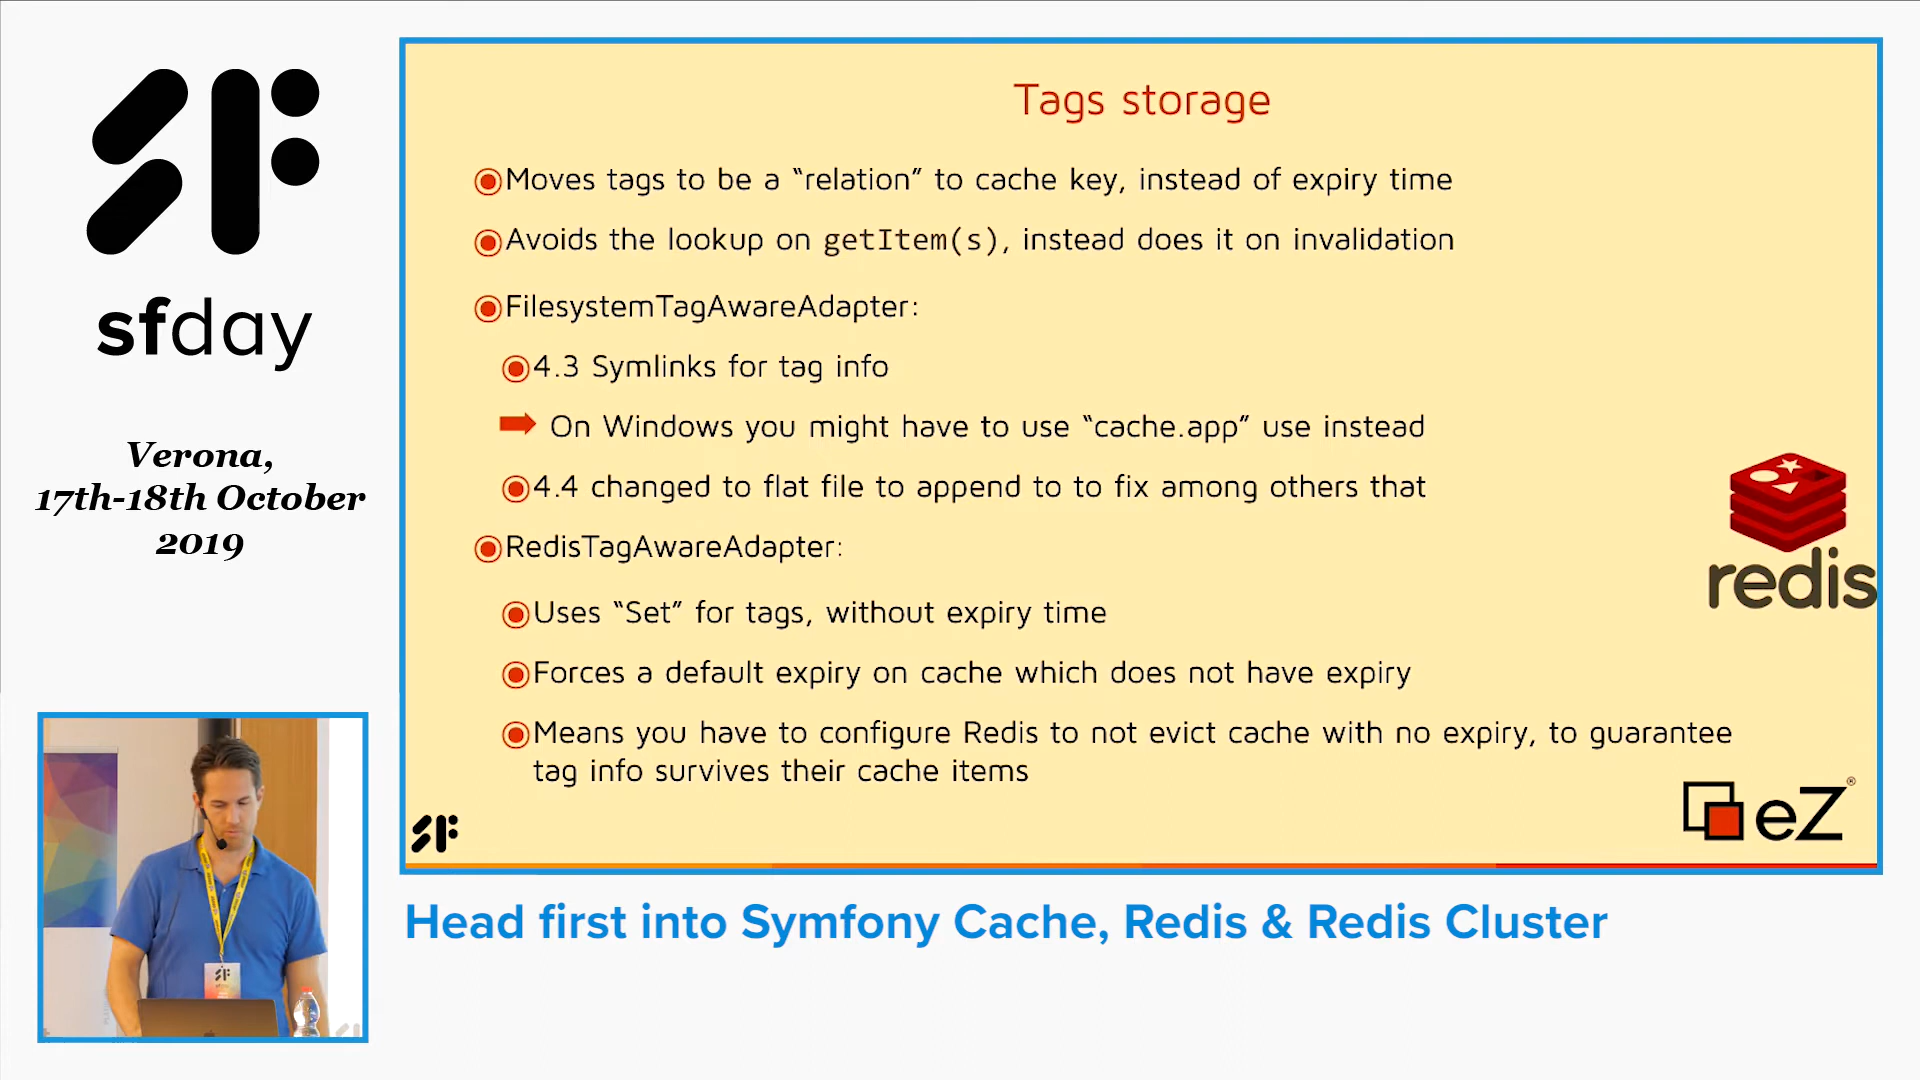 sfday
Verona,
17th-18th October
2019
Tags storage
Moves tags to be a “relation” to cache key, instead of expiry time
Avoids the lookup on getItem(s), instead does it on invalidation
FilesystemTagAwareAdapter:
4.3 Symlinks for tag info
On Windows you might have to use “cache.app” use instead
4.4 changed to flat file to append to to fix among others that
RedisTagAwareAdapter:
Uses “Set” for tags, without expiry time
Forces a default expiry on cache which does not have expiry
Means you have to configure Redis to not evict cache with no expiry, to guarantee
tag info survives their cache items
redis
eZ®
Head first into Symfony Cache, Redis & Redis Cluster